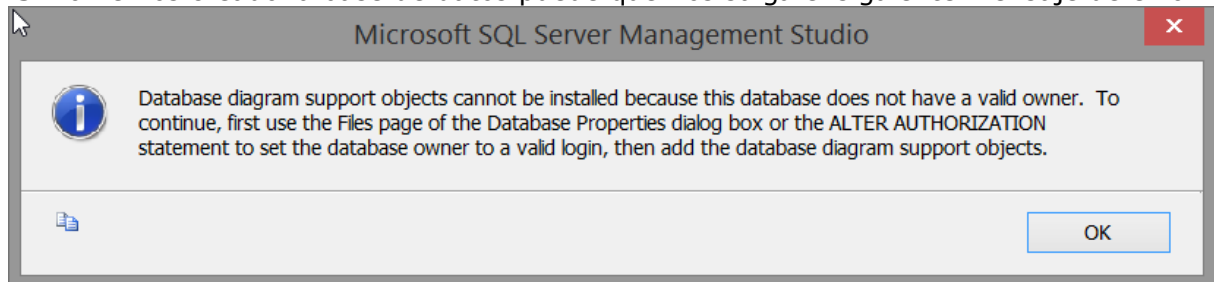 Microsoft SQL Server Management Studio
Database diagram support objects cannot be installed because this database does not have a valid owner. To
continue, first use the Files page of the Database Properties dialog box or the ALTER AUTHORIZATION
statement to set the database owner to a valid login, then add the database diagram support objects.
OK